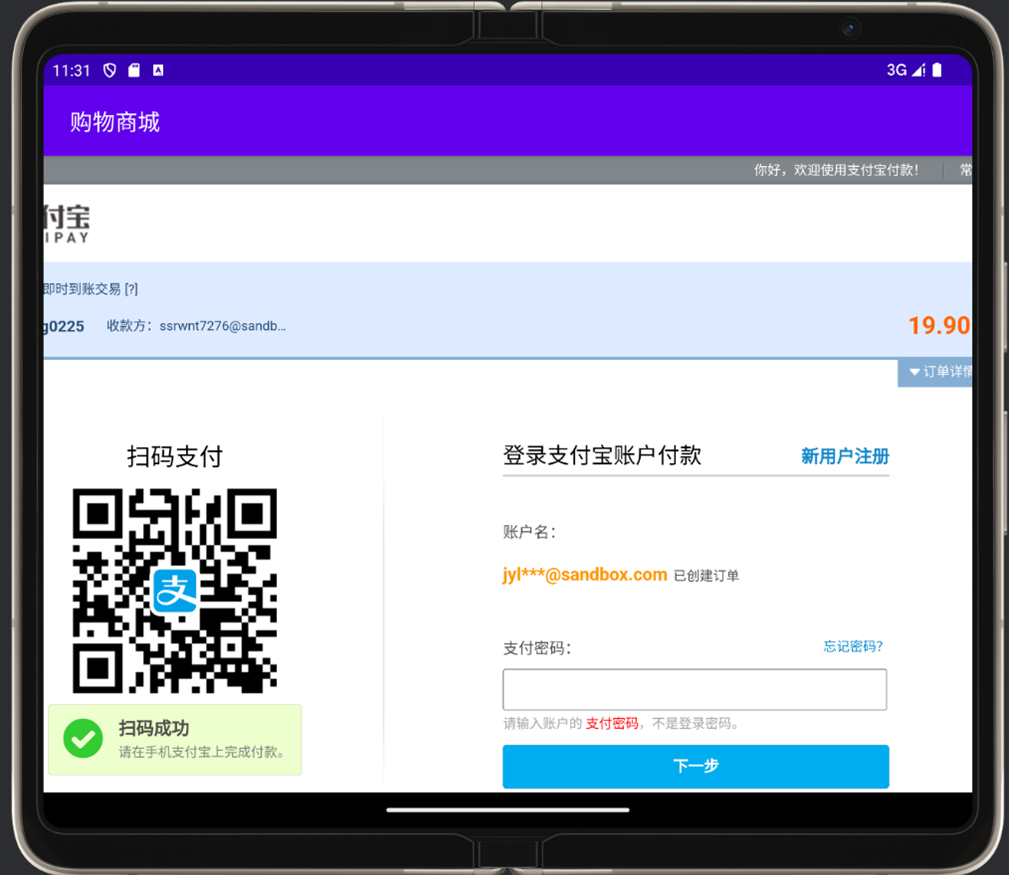 11:31
3G
购物商城
你好，欢迎使用支付宝付款！
常
付宝
IPAY
即时到账交易 [?]
g0225 收款方：ssrwnt7276@sandb...
19.90
订单详情
扫码支付
支
扫码成功
请在手机支付宝上完成付款。
登录支付宝账户付款
新用户注册
账户名：
jyl***@sandbox.com 已创建订单
支付密码：
忘记密码?
请输入账户的 支付密码，不是登录密码。
下一步